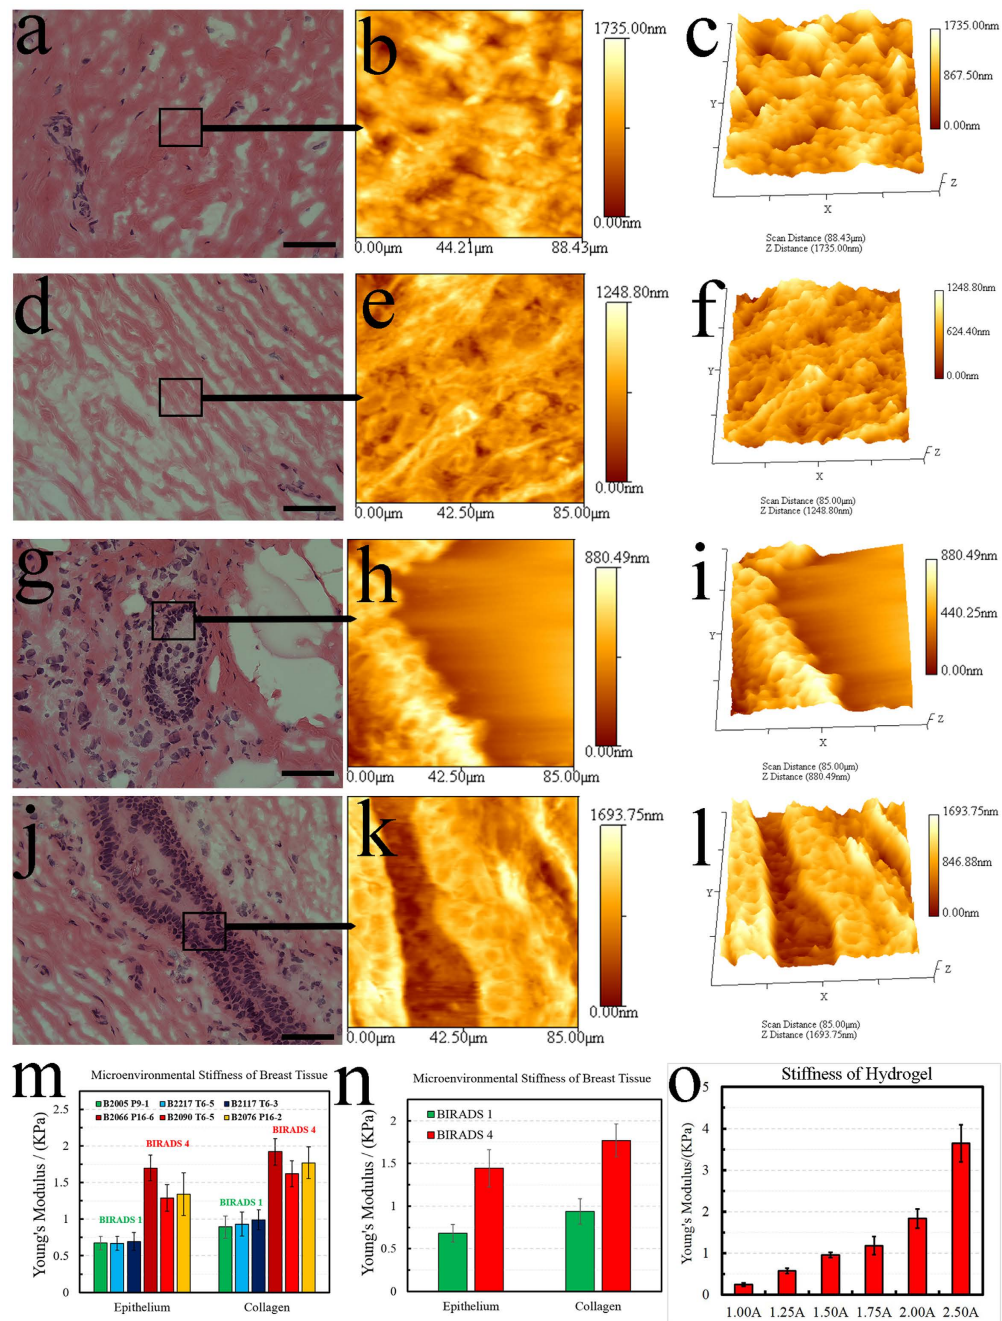 a
b
1735.00nm
0.00nm
0.00μm 44.21μm 88.43μm
c
1735.00nm
867.50nm
0.00nm
Y
X
Z
Scan Distance (88.43μm)
Z Distance (1735.00nm)
d
e
1248.80nm
0.00nm
0.00μm 42.50μm 85.00μm
f
1248.80nm
624.40nm
0.00nm
Y
X
Z
Scan Distance (85.00μm)
Z Distance (1248.80nm)
g
h
880.49nm
0.00nm
0.00μm 42.50μm 85.00μm
i
880.49nm
440.25nm
0.00nm
Y
X
Z
Scan Distance (85.00μm)
Z Distance (880.49nm)
j
k
1693.75nm
0.00nm
0.00μm 42.50μm 85.00μm
l
1693.75nm
846.88nm
0.00nm
Y
X
Z
Scan Distance (85.00μm)
Z Distance (1693.75nm)
m
Microenvironmental Stiffness of Breast Tissue
Young's Modulus / (KPa)
2.5
2
1.5
1
0.5
0
B2005 P9-1 B2217 T6-5 B2117 T6-3
B2066 P16-6 B2090 T6-5 B2076 P16-2
BIRADS 4
BIRADS 4
BIRADS 1
BIRADS 1
Epithelium Collagen
n
Microenvironmental Stiffness of Breast Tissue
Young's Modulus / (KPa)
2
1.5
1
0.5
0
BIRADS 1
BIRADS 4
Epithelium Collagen
o
Stiffness of Hydrogel
Young's Modulus/(KPa)
5
4
3
2
1
0
1.00A 1.25A 1.50A 1.75A 2.00A 2.50A